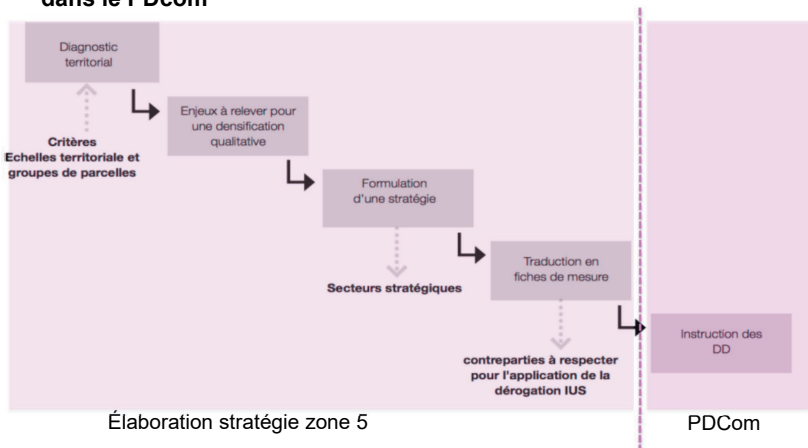 dans le PDcom
Diagnostic
territorial
Critères
Echelles territoriale et
groupes de parcelles
Enjeux à relever pour
une densification
qualitative
Formulation
d'une stratégie
Secteurs stratégiques
Traduction en
fiches de mesure
contreparties à respecter
pour l'application de la
dérogation IUS
Instruction des
DD
Élaboration stratégie zone 5
PDCom